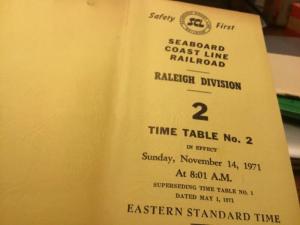 Safety First
SCL
SEABOARD
COAST LINE
RAILROAD
RALEIGH DIVISION
2
TIME TABLE No. 2
IN EFFECT
Sunday, November 14, 1971
At 8:01 A.M.
SUPERSEDING TIME TABLE NO. 1
DATED MAY 1, 1971
EASTERN STANDARD TIME